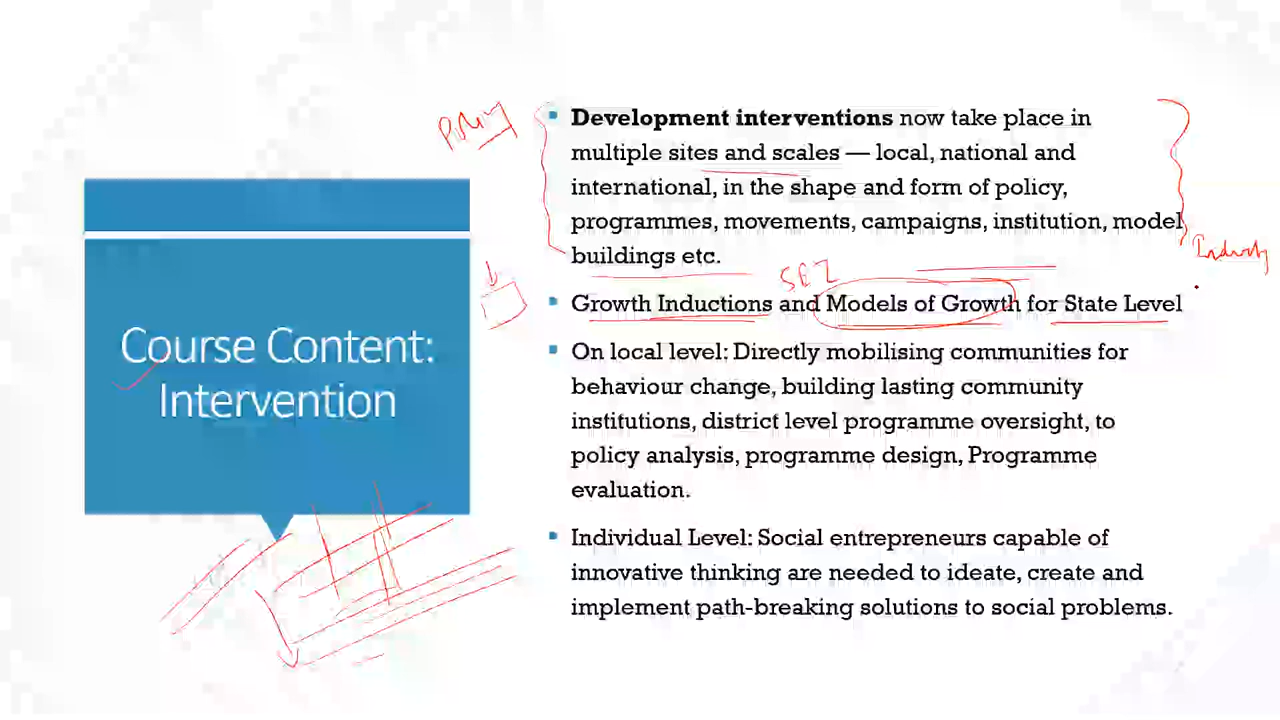 Course Content:
Intervention
Development interventions now take place in
multiple sites and scales — local, national and
international, in the shape and form of policy,
programmes, movements, campaigns, institution, model
buildings etc.
SEZ
Growth Inductions and Models of Growth for State Level
On local level: Directly mobilising communities for
behaviour change, building lasting community
institutions, district level programme oversight, to
policy analysis, programme design, Programme
evaluation.
Individual Level: Social entrepreneurs capable of
innovative thinking are needed to ideate, create and
implement path-breaking solutions to social problems.